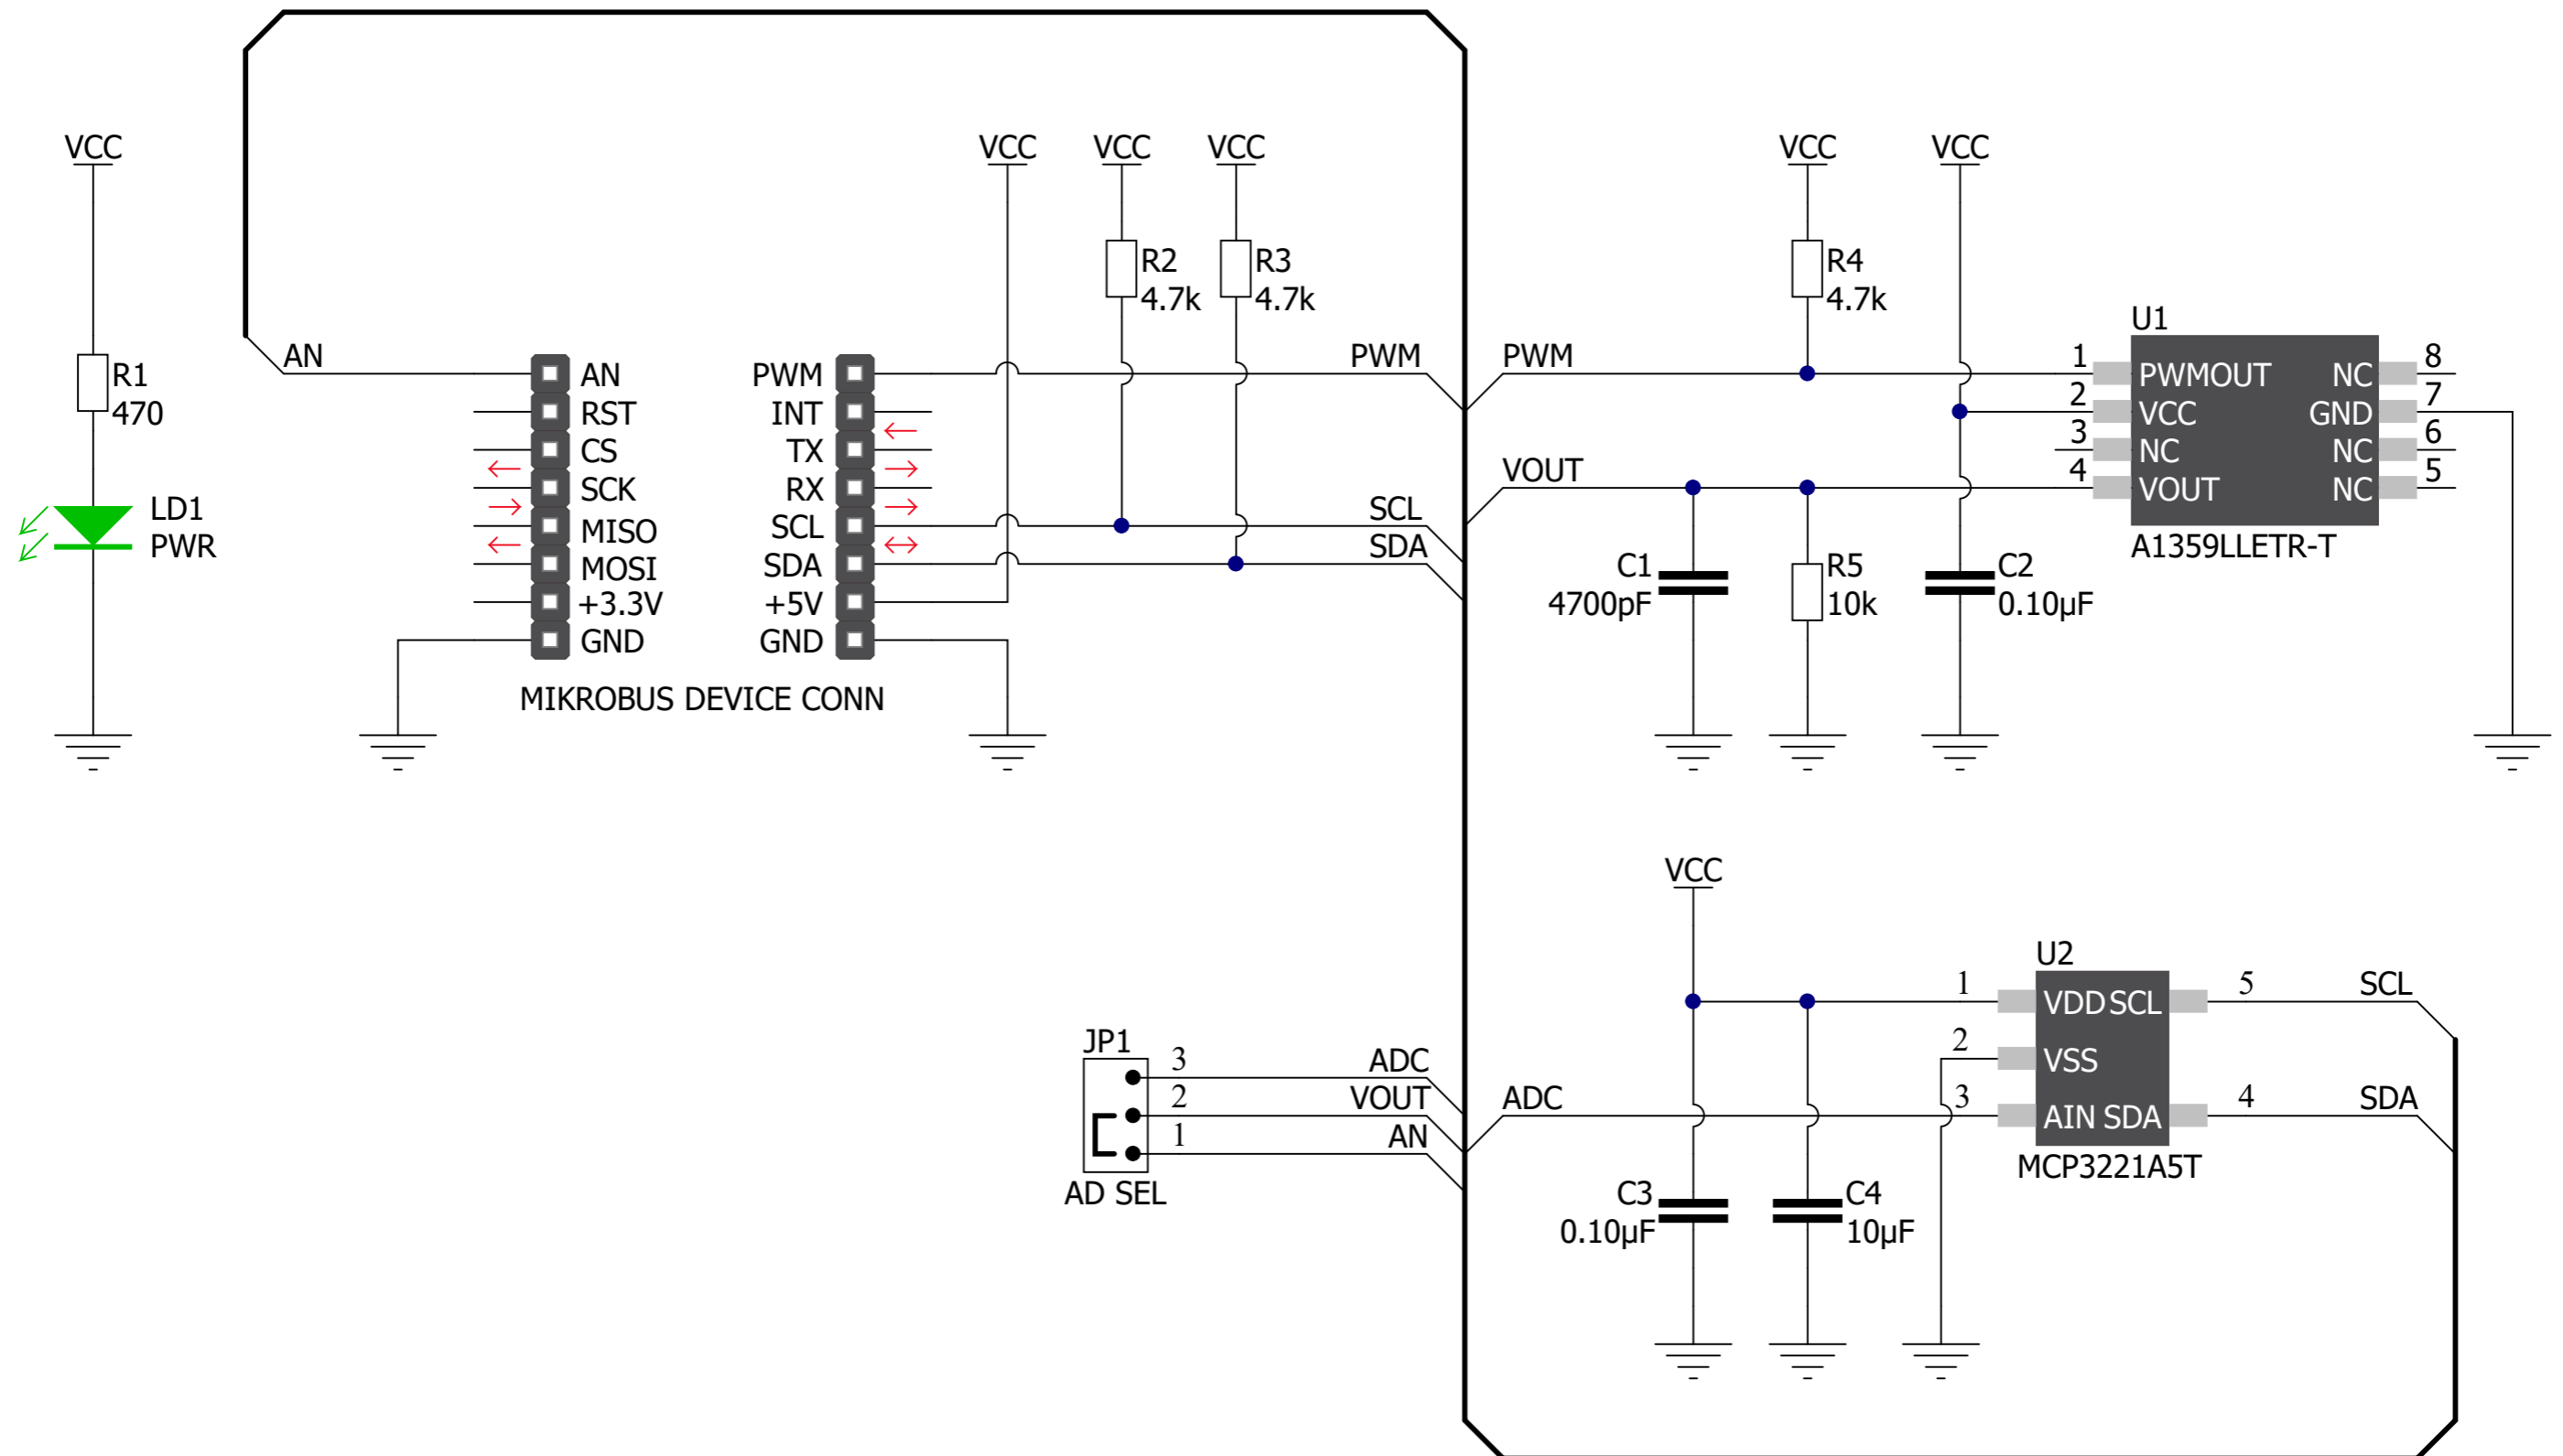 VCC
R1
470
LD1
PWR
AN
AN
RST
CS
SCK
MISO
MOSI
+3.3V
GND
PWM
INT
TX
RX
SCL
SDA
+5V
GND
MIKROBUS DEVICE CONN
VCC
VCC
VCC
R2
4.7k
R3
4.7k
PWM
SCL
SDA
PWM
VOUT
VCC
VCC
R4
4.7k
C1
4700pF
R5
10k
C2
0.10µF
U1
1
2
3
4
PWMOUT
VCC
NC
VOUT
NC
GND
NC
NC
8
7
6
5
A1359LLETR-T
JP1
3
2
1
ADC
VOUT
AN
AD SEL
ADC
VCC
C3
0.10µF
C4
10µF
U2
1
2
3
VDD SCL
VSS
AIN SDA
5
4
SCL
SDA
MCP3221A5T